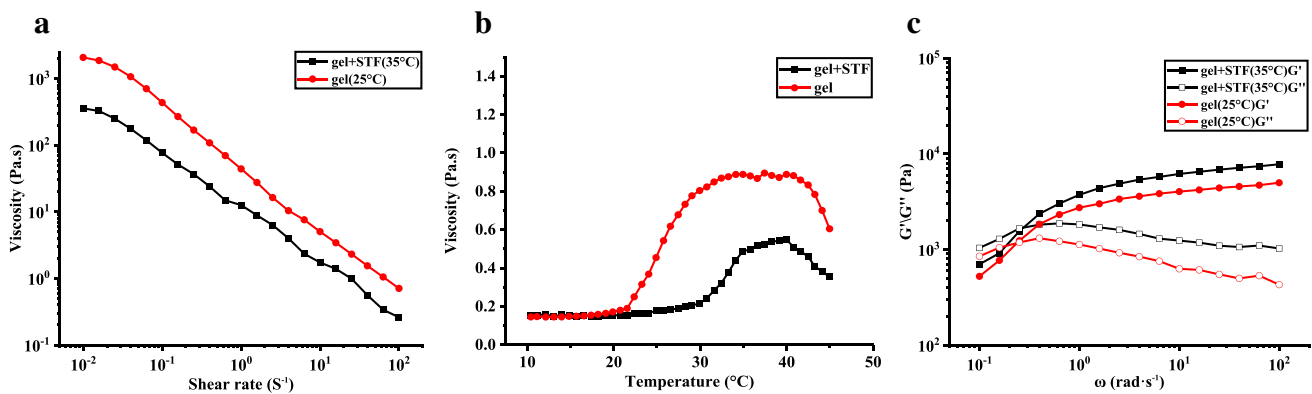 a
10³
10²
10¹
10⁰
10⁻¹
Viscosity (Pa.s)
gel+STF(35°C)
gel(25°C)
10⁻² 10⁻¹ 10⁰ 10¹ 10²
Shear rate (S⁻¹)
b
1.4
1.2
1.0
0.8
0.6
0.4
0.2
0.0
Viscosity (Pa.s)
gel+STF
gel
10 20 30 40 50
Temperature (°C)
c
10⁵
10⁴
10³
10²
G'\G'' (Pa)
gel+STF(35°C)G'
gel+STF(35°C)G''
gel(25°C)G'
gel(25°C)G''
10⁻¹ 10⁰ 10¹ 10²
ω (rad·s⁻¹)